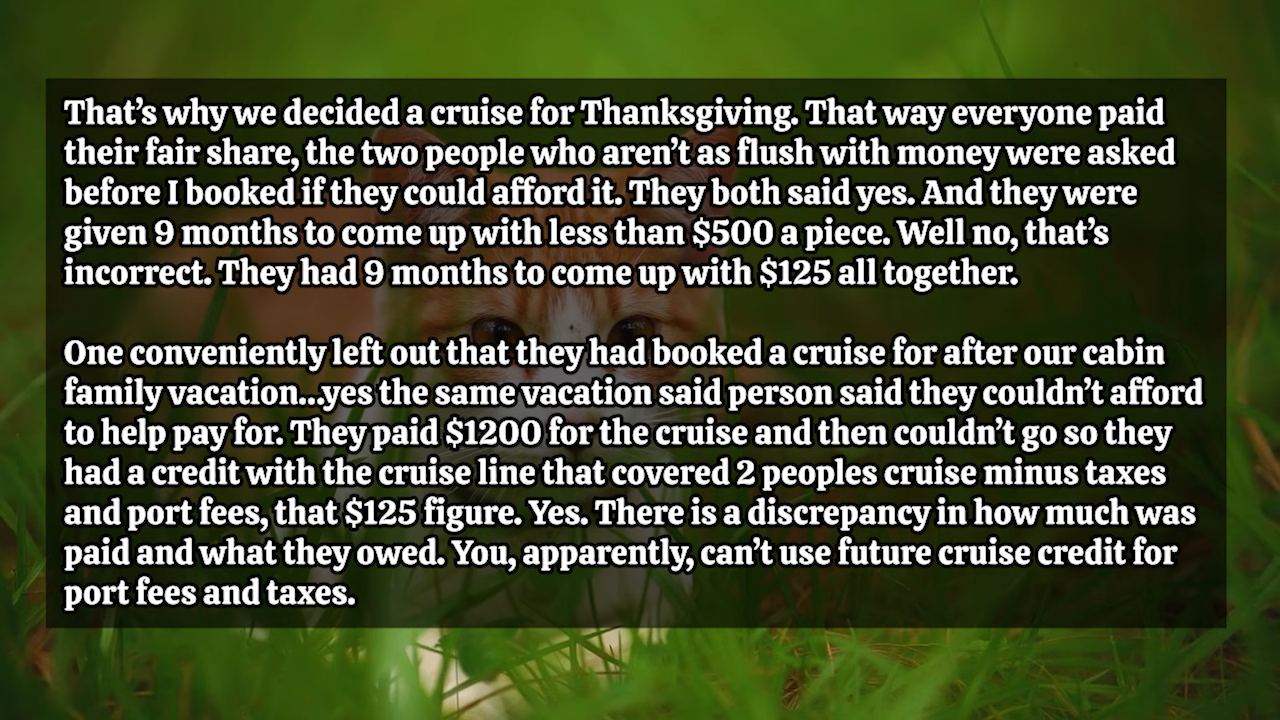 That’s why we decided a cruise for Thanksgiving. That way everyone paid
their fair share, the two people who aren’t as flush with money were asked
before I booked if they could afford it. They both said yes. And they were
given 9 months to come up with less than $500 a piece. Well no, that’s
incorrect. They had 9 months to come up with $125 all together.
One conveniently left out that they had booked a cruise for after our cabin
family vacation...yes the same vacation said person said they couldn’t afford
to help pay for. They paid $1200 for the cruise and then couldn’t go so they
had a credit with the cruise line that covered 2 peoples cruise minus taxes
and port fees, that $125 figure. Yes. There is a discrepancy in how much was
paid and what they owed. You, apparently, can’t use future cruise credit for
port fees and taxes.